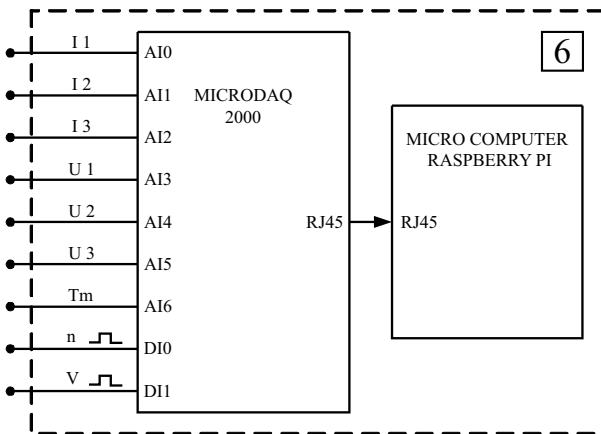 I 1
AI0
6
I 2
AI1
MICRODAQ
2000
I 3
AI2
MICRO COMPUTER
RASPBERRY PI
U 1
AI3
U 2
AI4
RJ45
RJ45
U 3
AI5
Tm
AI6
n
DI0
V
DI1